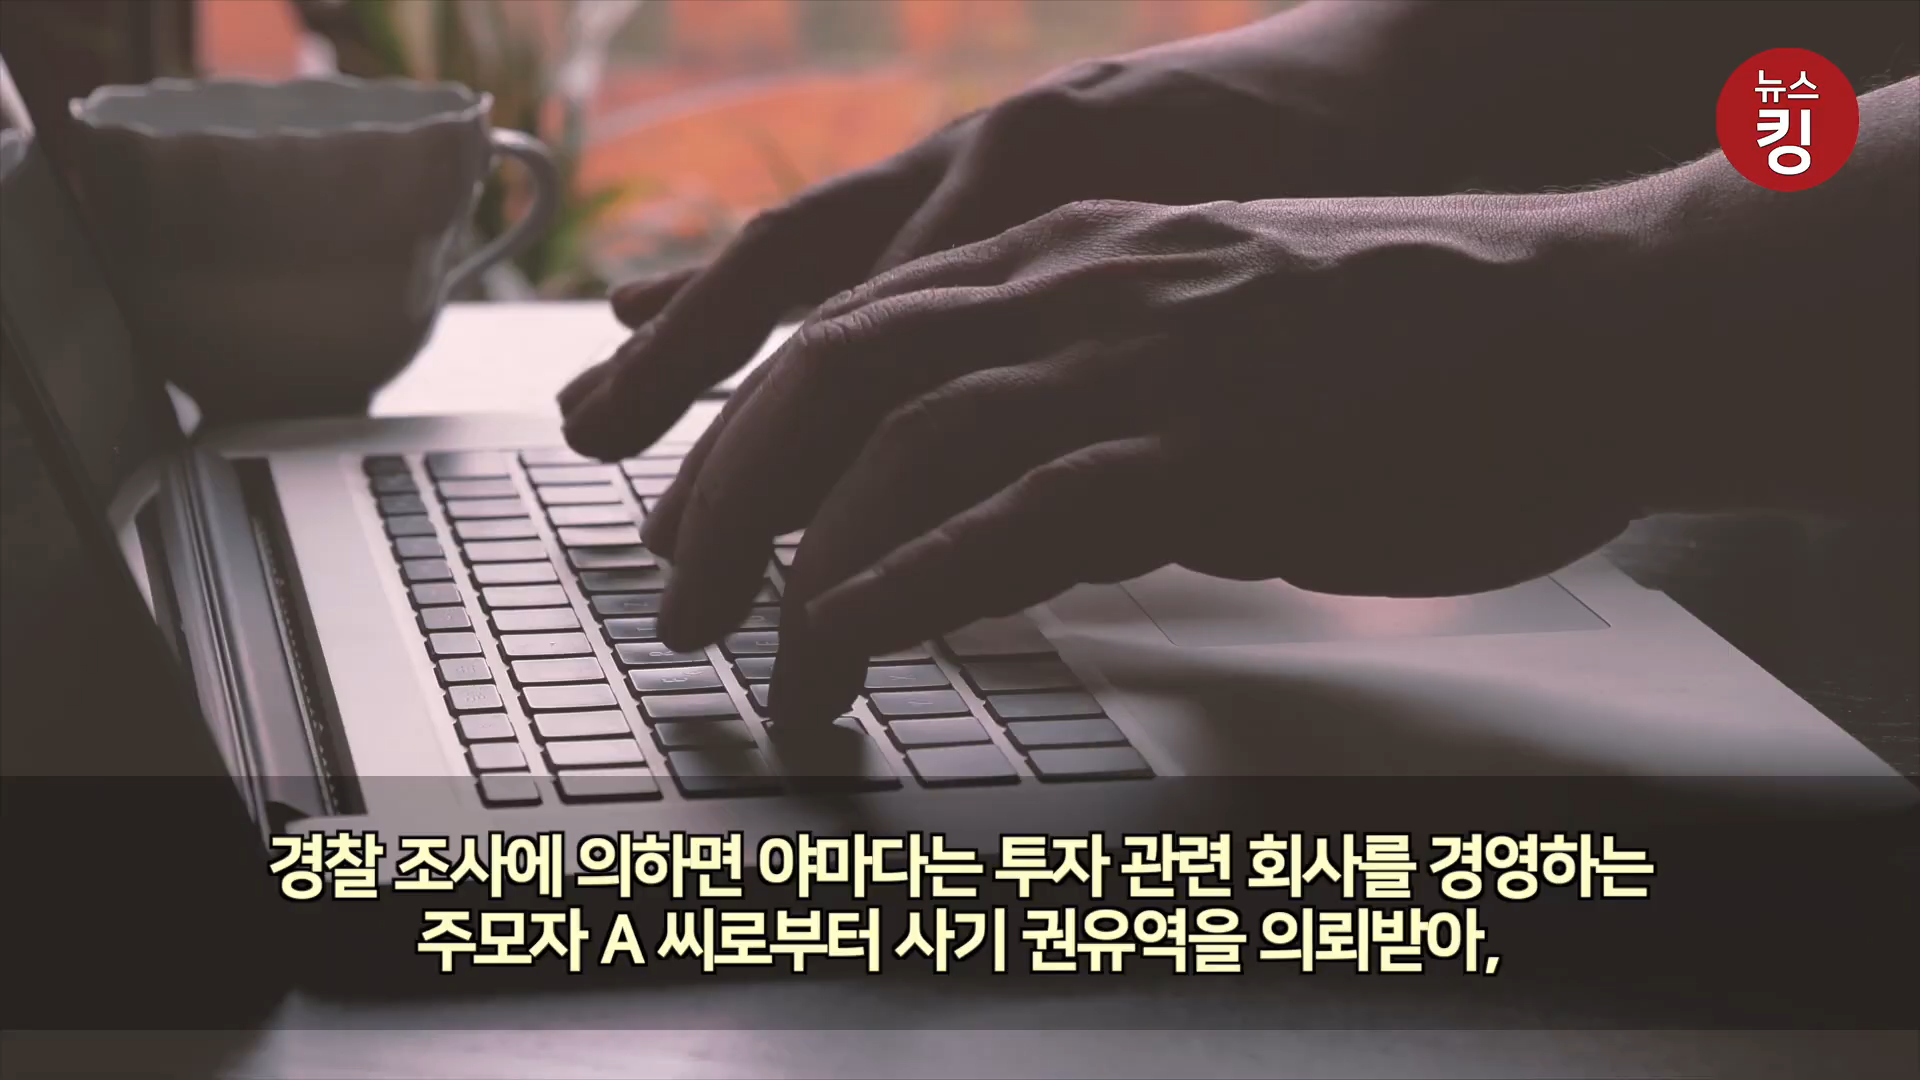 뉴스
킹
경찰 조사에 의하면 야마다는 투자 관련 회사를 경영하는
주모자 A 씨로부터 사기 권유역을 의뢰받아,